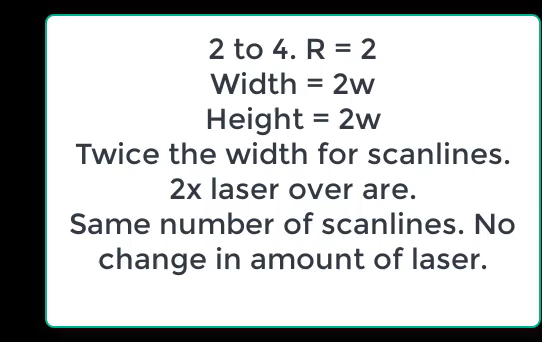 2 to 4. R = 2
Width = 2w
Height = 2w
Twice the width for scanlines.
2x laser over are.
Same number of scanlines. No
change in amount of laser.